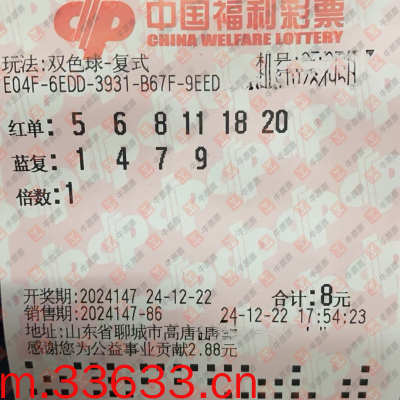 中国福利彩票
CHINA WELFARE LOTTERY
玩法:双色球-复式
E04F-6EDD-3931-B67F-9EED
红单: 5 6 8 11 18 20
蓝复: 1 4 7 9
倍数:1
开奖期:2024147 24-12-22 合计:8元
销售期:2024147-86 24-12-22 17:54:23
地址:山东省聊城市高唐
感谢您为公益事业贡献2.88元
m.33633.cn